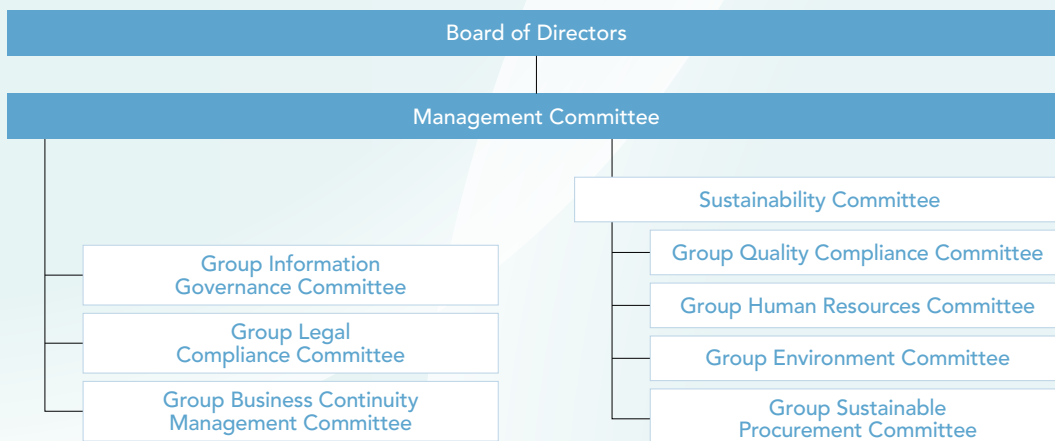 Board of Directors
Management Committee
Sustainability Committee
Group Information
Governance Committee
Group Legal
Compliance Committee
Group Business Continuity
Management Committee
Group Quality Compliance Committee
Group Human Resources Committee
Group Environment Committee
Group Sustainable
Procurement Committee